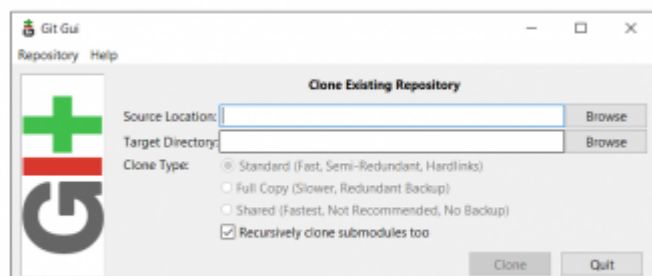 Git Gui
Repository Help
Clone Existing Repository
Source Location: Browse
Target Directory: Browse
Clone Type: Standard (Fast, Semi-Redundant, Hardlinks)
Full Copy (Slower, Redundant Backup)
Shared (Fastest, Not Recommended, No Backup)
Recursively clone submodules too
Clone Quit
GIt